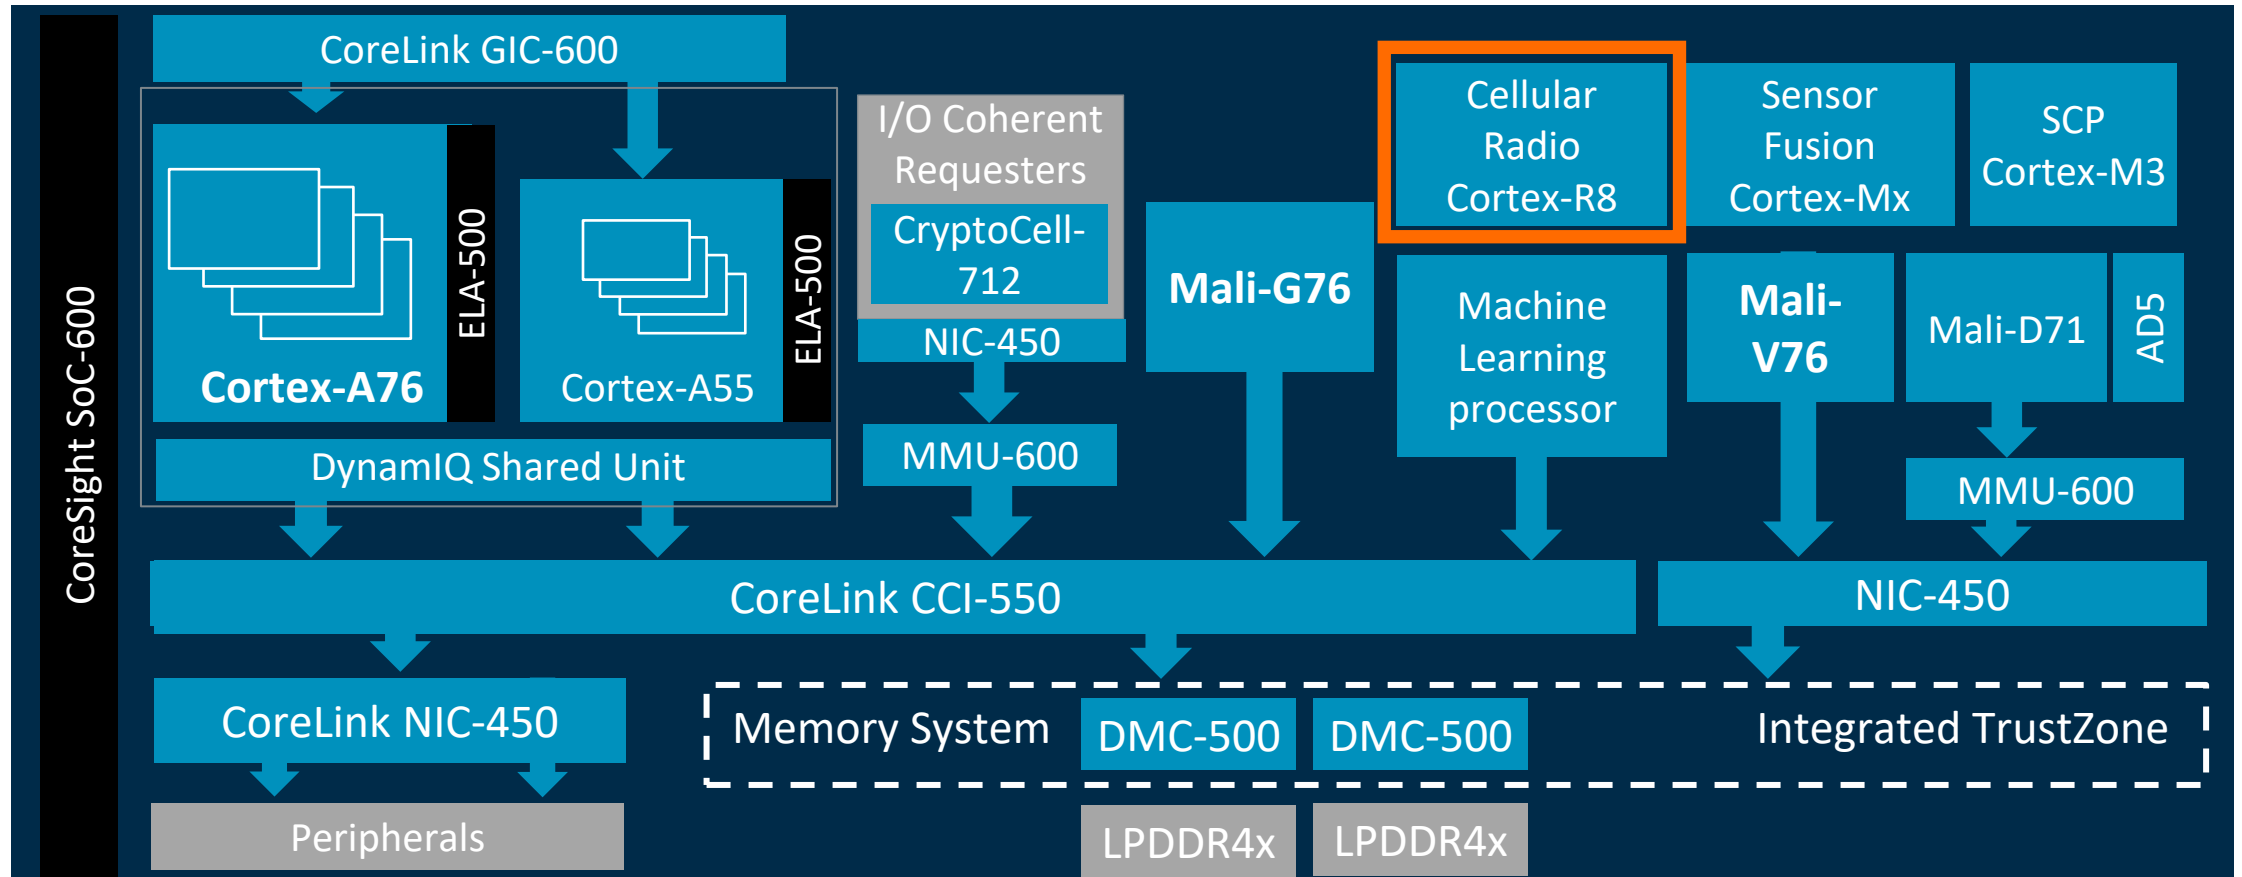 CoreSight SoC-600
CoreLink GIC-600
Cortex-A76
ELA-500
Cortex-A55
ELA-500
DynamIQ Shared Unit
I/O Coherent
Requesters
CryptoCell-
712
NIC-450
MMU-600
Mali-G76
Cellular
Radio
Cortex-R8
Machine
Learning
processor
Sensor
Fusion
Cortex-Mx
SCP
Cortex-M3
Mali-
V76
Mali-D71
AD5
MMU-600
CoreLink CCI-550
NIC-450
CoreLink NIC-450
Peripherals
Memory System
DMC-500
DMC-500
Integrated TrustZone
LPDDR4x
LPDDR4x